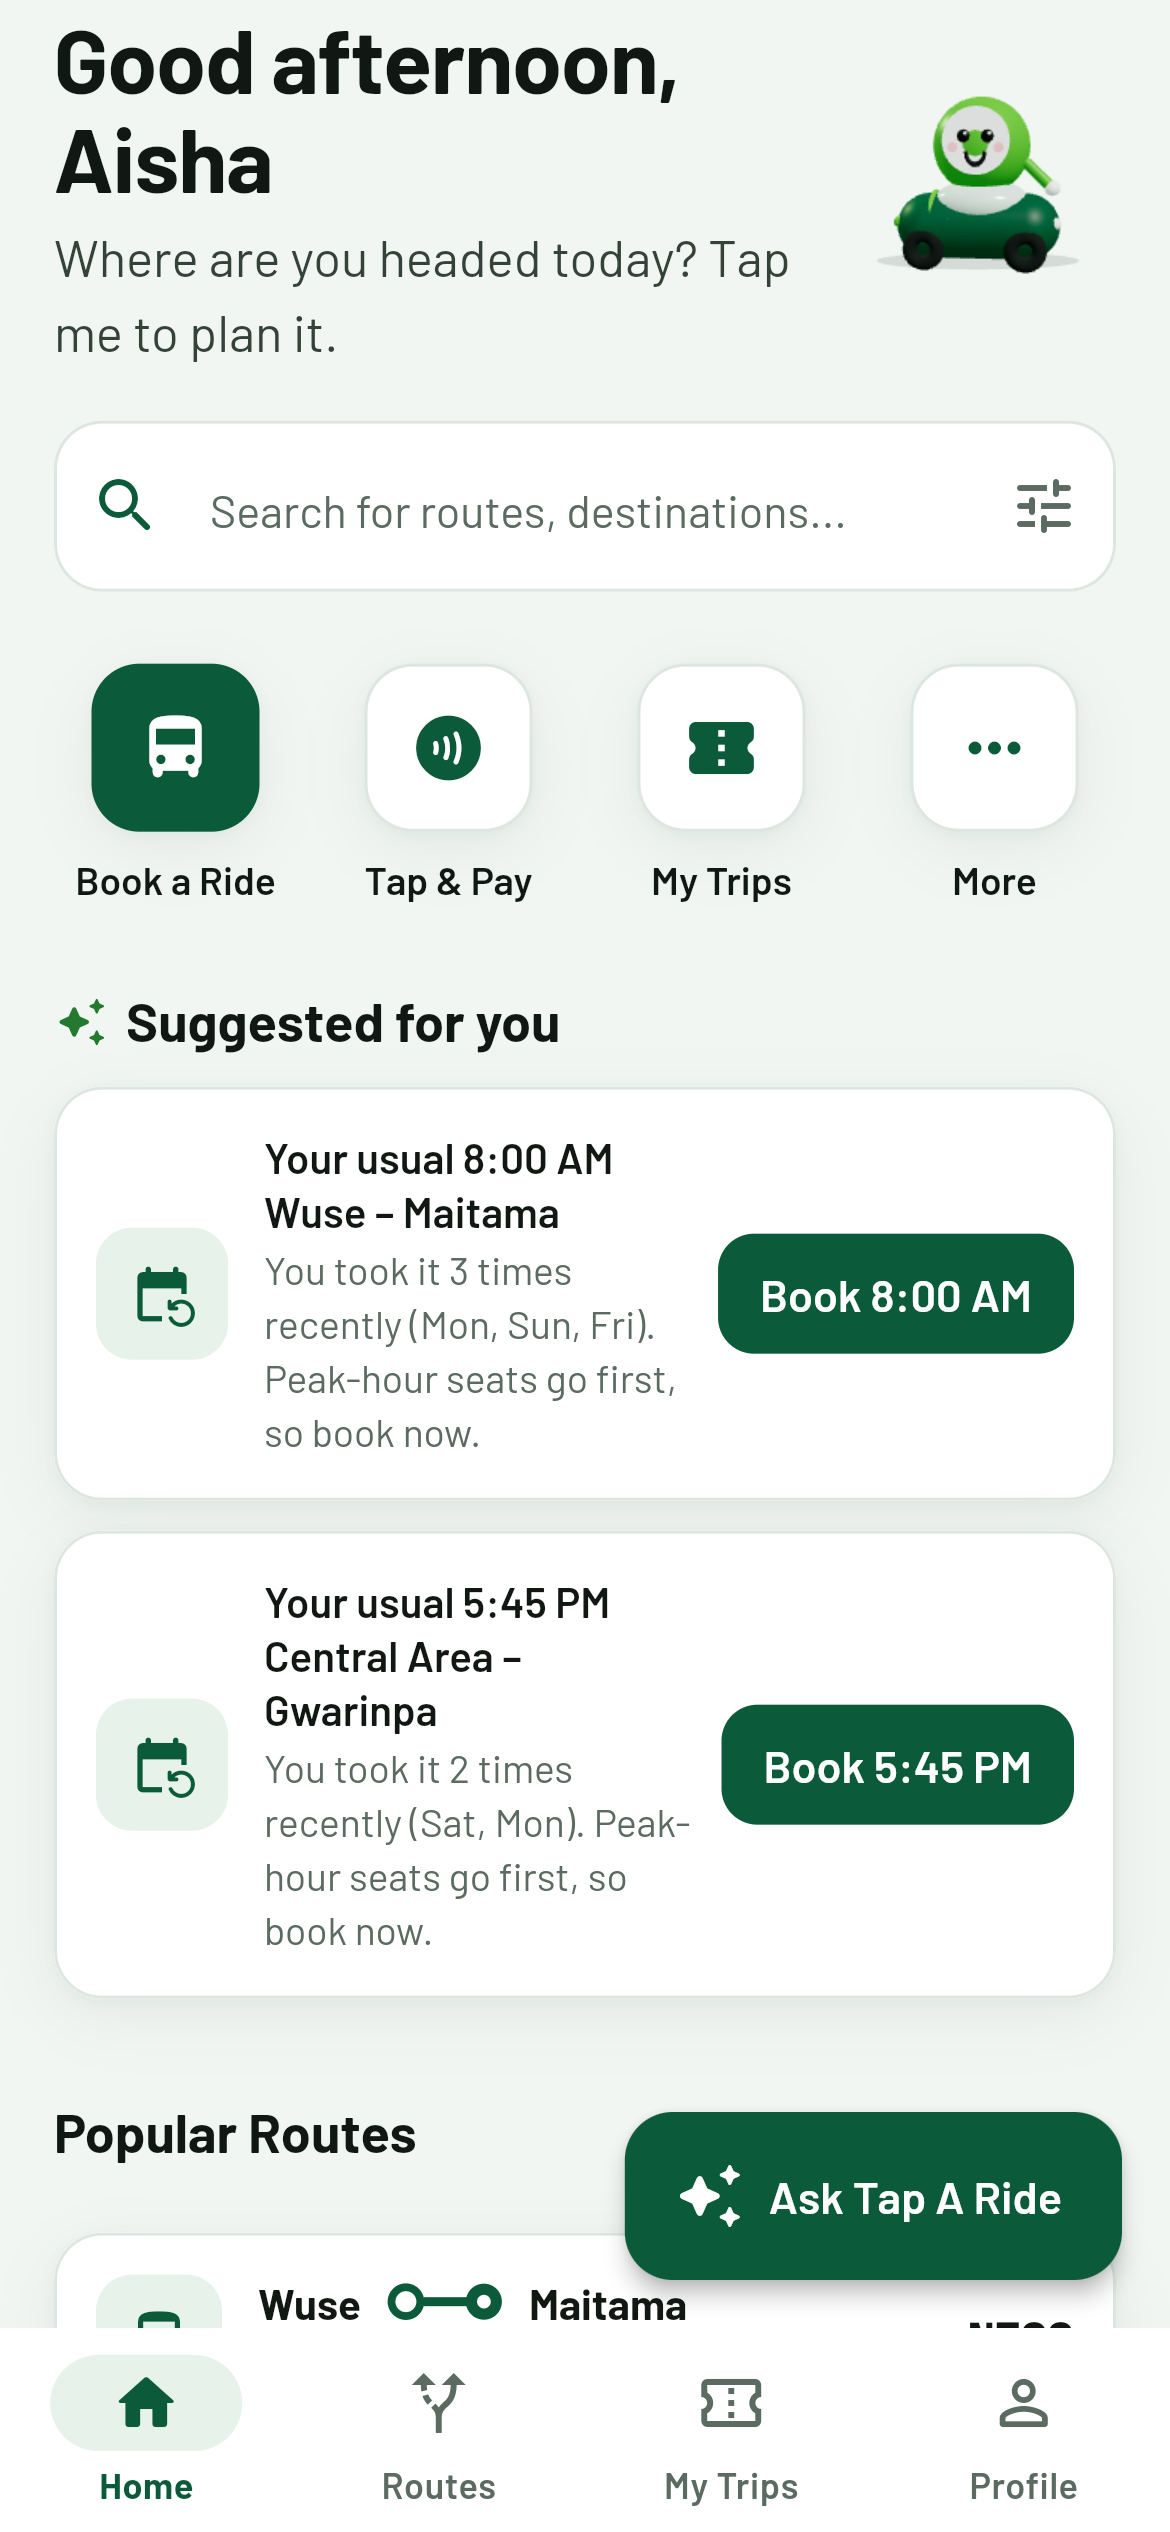 Good afternoon,
Aisha
Where are you headed today? Tap
me to plan it.
Search for routes, destinations...
Book a Ride
Tap & Pay
My Trips
More
Suggested for you
Your usual 8:00 AM
Wuse – Maitama
You took it 3 times
recently (Mon, Sun, Fri).
Peak-hour seats go first,
so book now.
Book 8:00 AM
Your usual 5:45 PM
Central Area –
Gwarinpa
You took it 2 times
recently (Sat, Mon). Peak-
hour seats go first, so
book now.
Book 5:45 PM
Popular Routes
Ask Tap A Ride
Wuse
Maitama
Home
Routes
My Trips
Profile